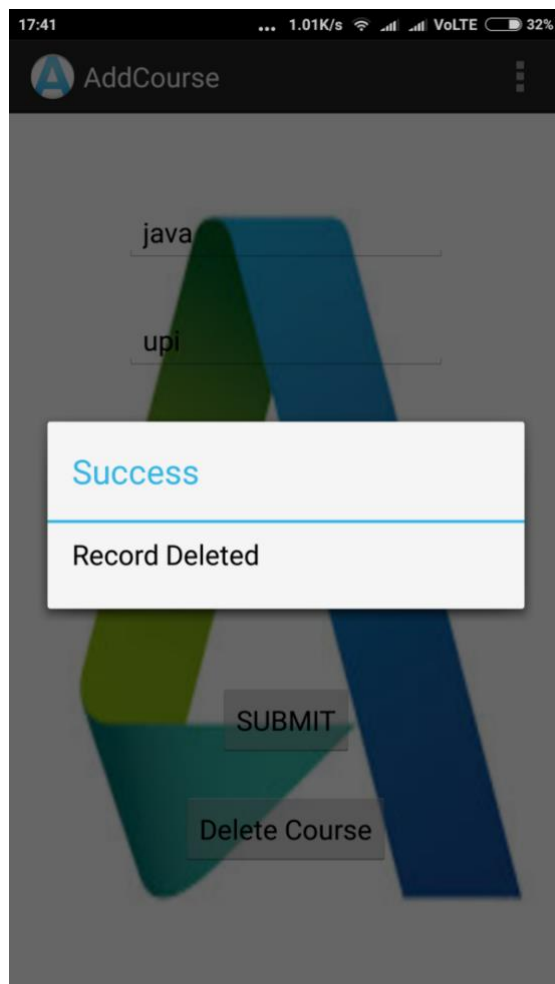 17:41 ... 1.01K/s VoLTE 32%
AddCourse
java
upi
Success
Record Deleted
SUBMIT
Delete Course